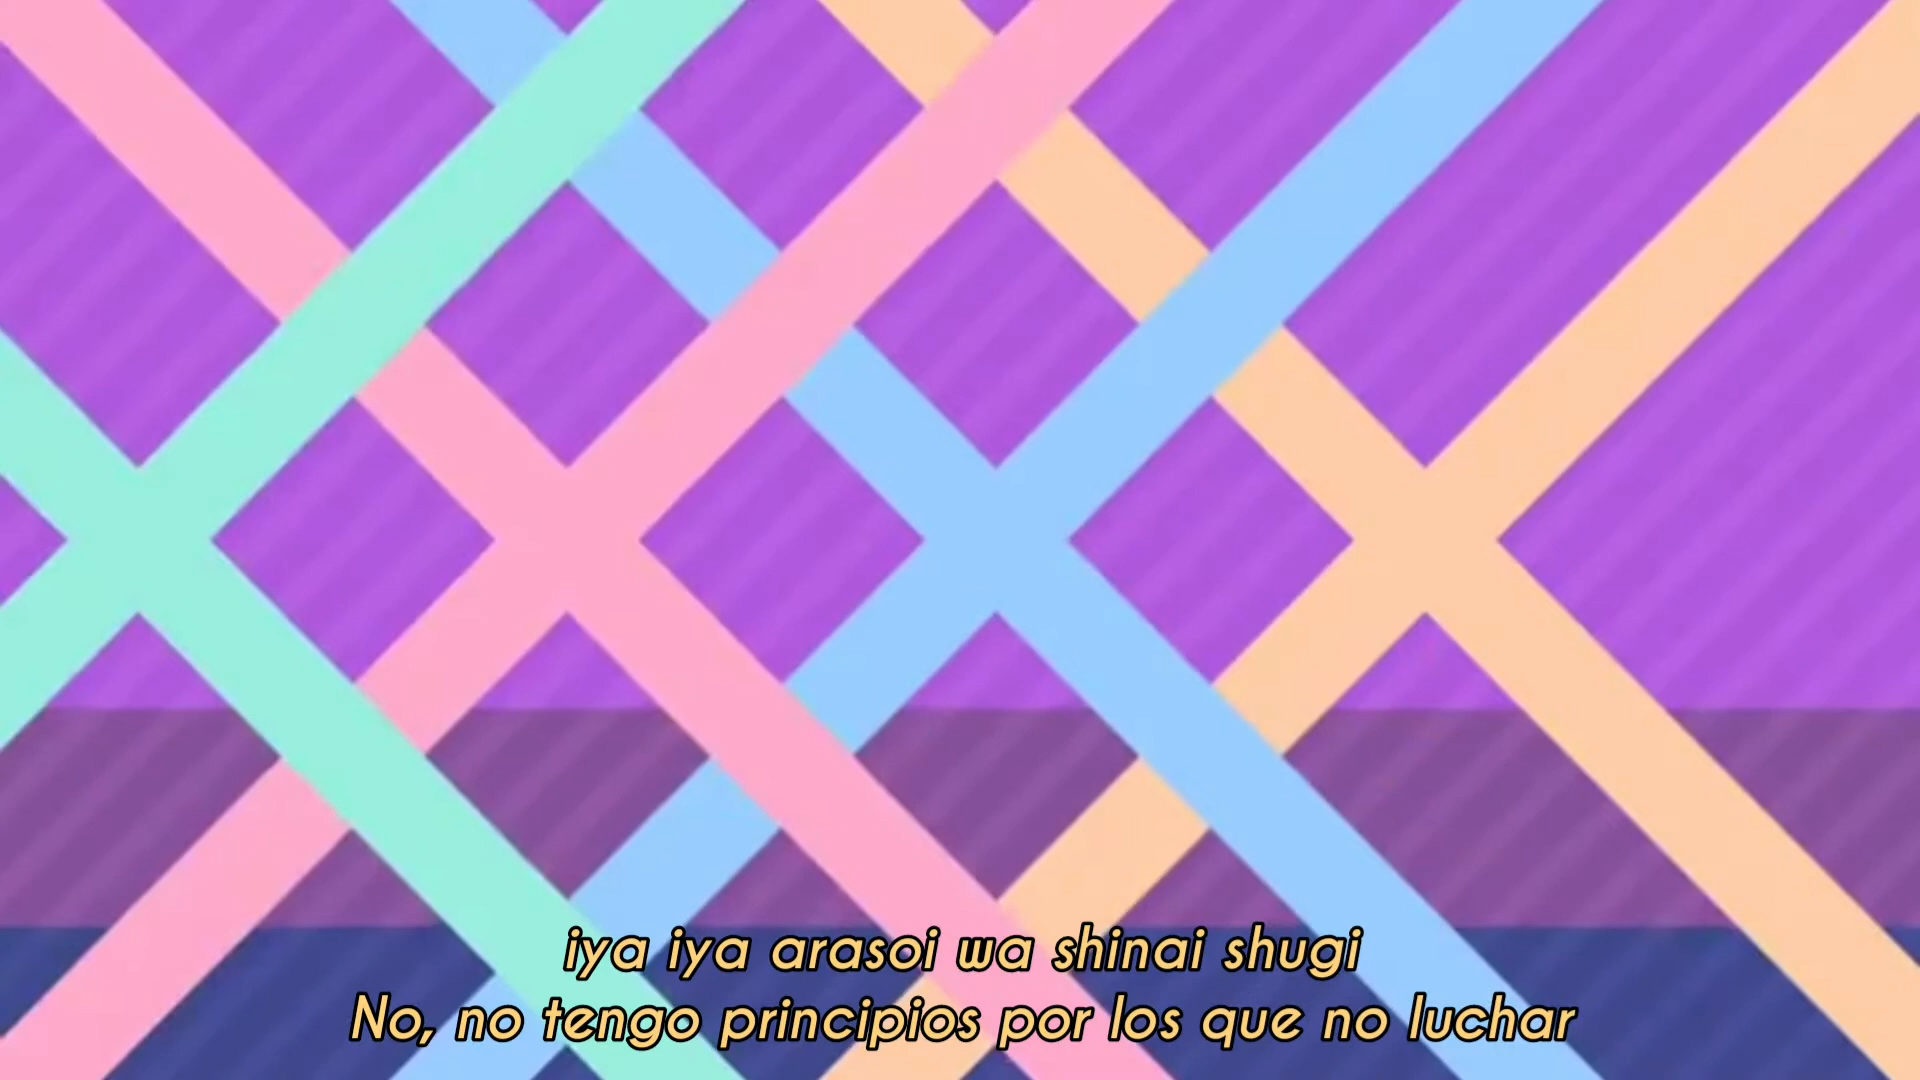 iya iya arasoi wa shinai shugi
No, no tengo principios por los que no luchar